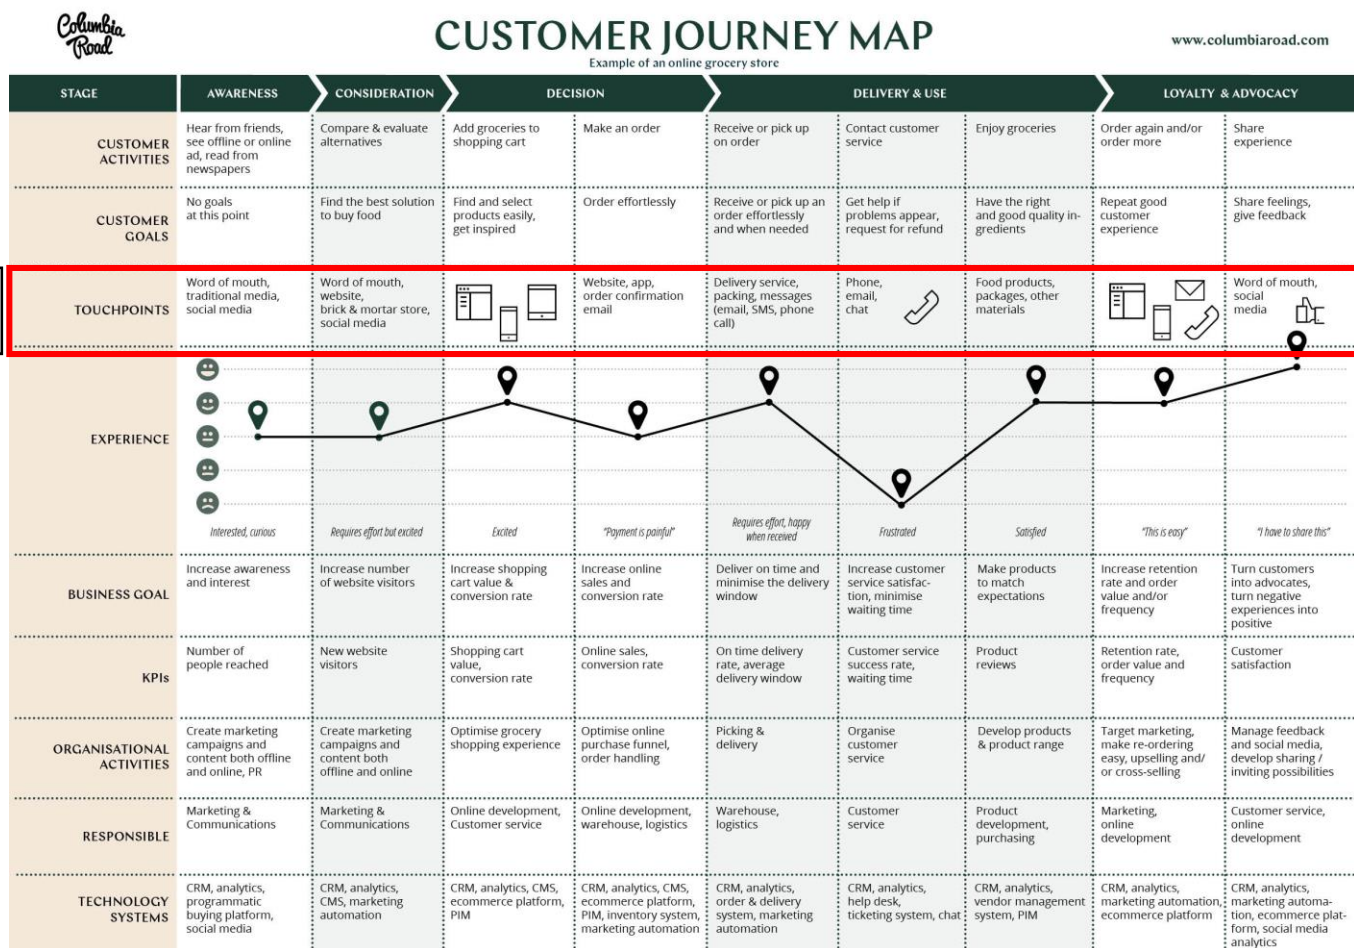 Columbia
Road
CUSTOMER JOURNEY MAP
www.columbiaroad.com
Example of an online grocery store
STAGE
AWARENESS
CONSIDERATION
DECISION
DELIVERY & USE
LOYALTY & ADVOCACY
CUSTOMER
ACTIVITIES
Hear from friends,
see offline or online
ad, read from
newspapers
Compare & evaluate
alternatives
Add groceries to
shopping cart
Make an order
Receive or pick up
on order
Contact customer
service
Enjoy groceries
Order again and/or
order more
Share
experience
CUSTOMER
GOALS
No goals
at this point
Find the best solution
to buy food
Find and select
products easily,
get inspired
Order effortlessly
Receive or pick up an
order effortlessly
and when needed
Get help if
problems appear,
request for refund
Have the right
and good quality in-
gredients
Repeat good
customer
experience
Share feelings,
give feedback
TOUCHPOINTS
Word of mouth,
traditional media,
social media
Word of mouth,
website,
brick & mortar store,
social media
Website, app,
order confirmation
email
Delivery service,
packing, messages
(email, SMS, phone
call)
Phone,
email,
chat
Food products,
packages, other
materials
Word of mouth,
social
media
EXPERIENCE
Interested, curious
Requires effort but excited
Excited
"Payment is painful"
Requires effort, happy
when received
Frustrated
Satisfied
"This is easy"
"I have to share this"
BUSINESS GOAL
Increase awareness
and interest
Increase number
of website visitors
Increase shopping
cart value &
conversion rate
Increase online
sales and
conversion rate
Deliver on time and
minimise the delivery
window
Increase customer
service satisfac-
tion, minimise
waiting time
Make products
to match
expectations
Increase retention
rate and order
value and/or
frequency
Turn customers
into advocates,
turn negative
experiences into
positive
KPIs
Number of
people reached
New website
visitors
Shopping cart
value,
conversion rate
Online sales,
conversion rate
On time delivery
rate, average
delivery window
Customer service
success rate,
waiting time
Product
reviews
Retention rate,
order value and
frequency
Customer
satisfaction
ORGANISATIONAL
ACTIVITIES
Create marketing
campaigns and
content both offline
and online, PR
Create marketing
campaigns and
content both
offline and online
Optimise grocery
shopping experience
Optimise online
purchase funnel,
order handling
Picking &
delivery
Organise
customer
service
Develop products
& product range
Target marketing,
make re-ordering
easy, upselling and/
or cross-selling
Manage feedback
and social media,
develop sharing /
inviting possibilities
RESPONSIBLE
Marketing &
Communications
Marketing &
Communications
Online development,
Customer service
Online development,
warehouse, logistics
Warehouse,
logistics
Customer
service
Product
development,
purchasing
Marketing,
online
development
Customer service,
online
development
TECHNOLOGY
SYSTEMS
CRM, analytics,
programmatic
buying platform,
social media
CRM, analytics,
CMS, marketing
automation
CRM, analytics, CMS,
ecommerce platform,
PIM
CRM, analytics, CMS,
ecommerce platform,
PIM, inventory system,
marketing automation
CRM, analytics,
order & delivery
system, marketing
automation
CRM, analytics,
help desk,
ticketing system, chat
CRM, analytics,
vendor management
system, PIM
CRM, analytics,
marketing automation,
ecommerce platform
CRM, analytics,
marketing automa-
tion, ecommerce plat-
form, social media
analytics